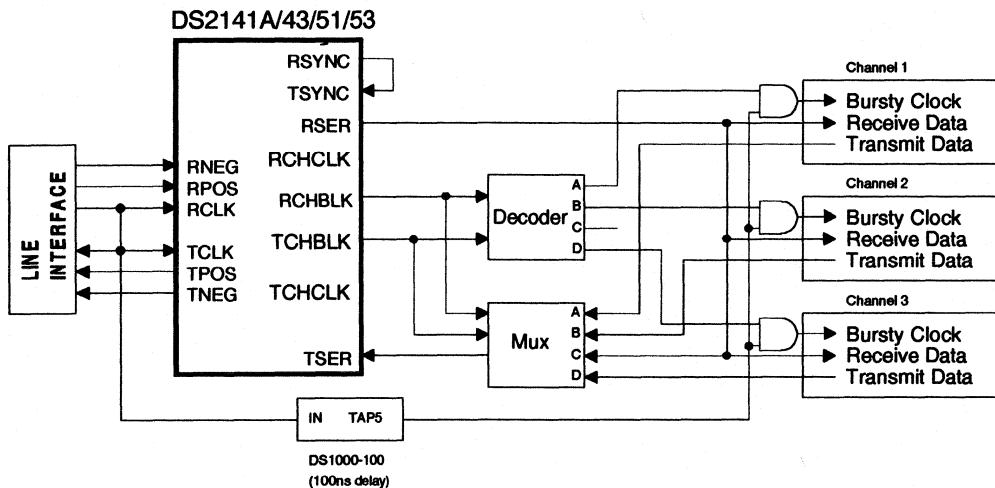 DS2141A/43/51/53
LINE INTERFACE
RNEG
RPOS
RCLK
TCLK
TPOS
TNEG
RSYNC
TSYNC
RSER
RCHCLK
RCHBLK
TCHBLK
TCHCLK
TSER
Decoder
A
B
C
D
Mux
A
B
C
D
Channel 1
Bursty Clock
Receive Data
Transmit Data
Channel 2
Bursty Clock
Receive Data
Transmit Data
Channel 3
Bursty Clock
Receive Data
Transmit Data
IN TAP5
DS1000-100
(100ns delay)